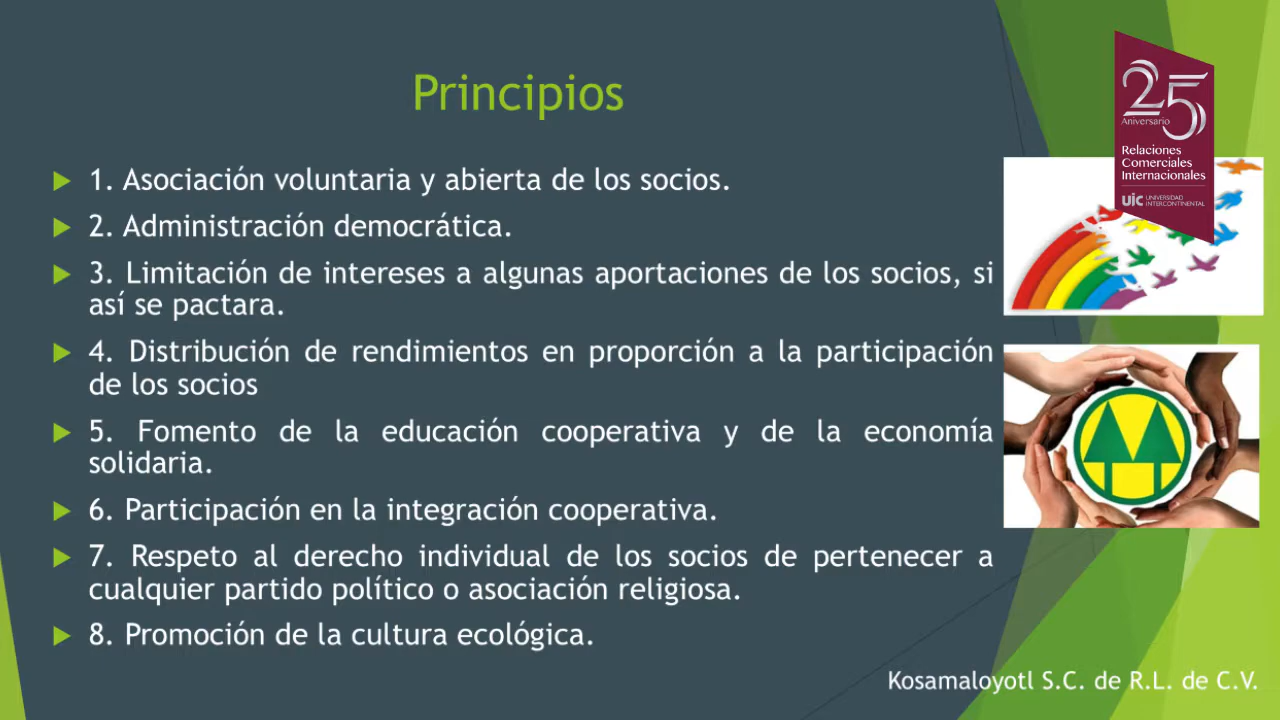 Principios
25
Aniversario
Relaciones
Comerciales
Internacionales
uic UNIVERSIDAD
INTERCONTINENTAL
1. Asociación voluntaria y abierta de los socios.
2. Administración democrática.
3. Limitación de intereses a algunas aportaciones de los socios, si
así se pactara.
4. Distribución de rendimientos en proporción a la participación
de los socios
5. Fomento de la educación cooperativa y de la economía
solidaria.
6. Participación en la integración cooperativa.
7. Respeto al derecho individual de los socios de pertenecer a
cualquier partido político o asociación religiosa.
8. Promoción de la cultura ecológica.
Kosamaloyotl S.C. de R.L. de C.V.